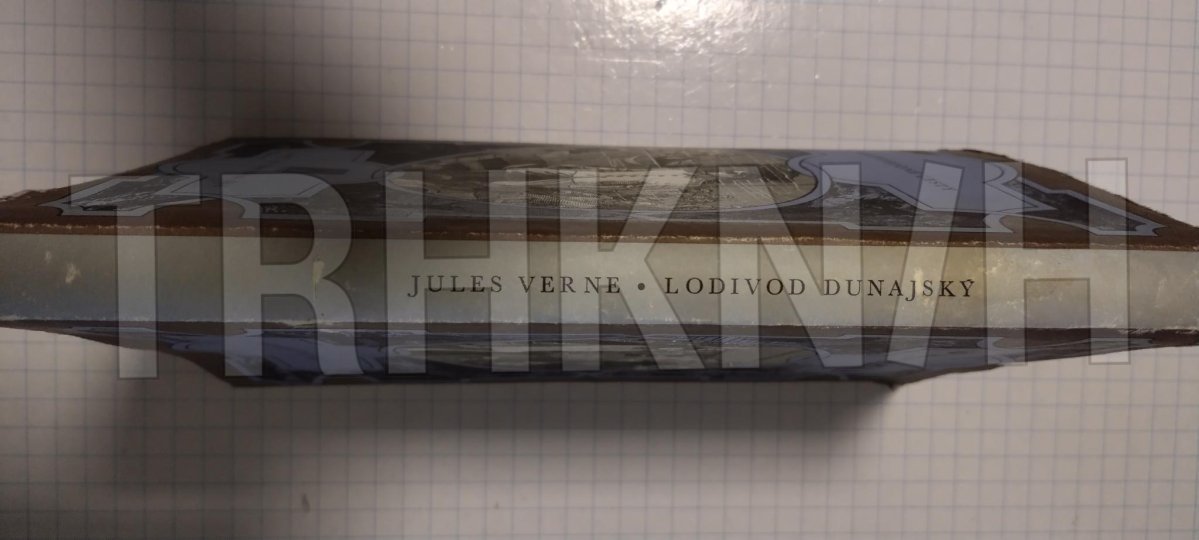 JULES VERNE • LODIVOD DUNAJSKÝ
TRHKNIH